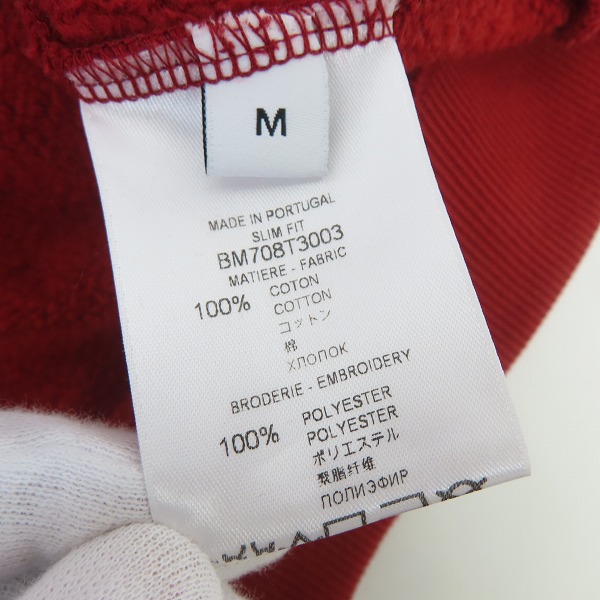 M
MADE IN PORTUGAL
SLIM FIT
BM708T3003
MATIERE - FABRIC
100% COTON
COTTON
コットン
棉
ХЛОПОК
BRODERIE - EMBROIDERY
100% POLYESTER
POLYESTER
ポリエステル
聚脂纤维
ПОЛИЭФИР